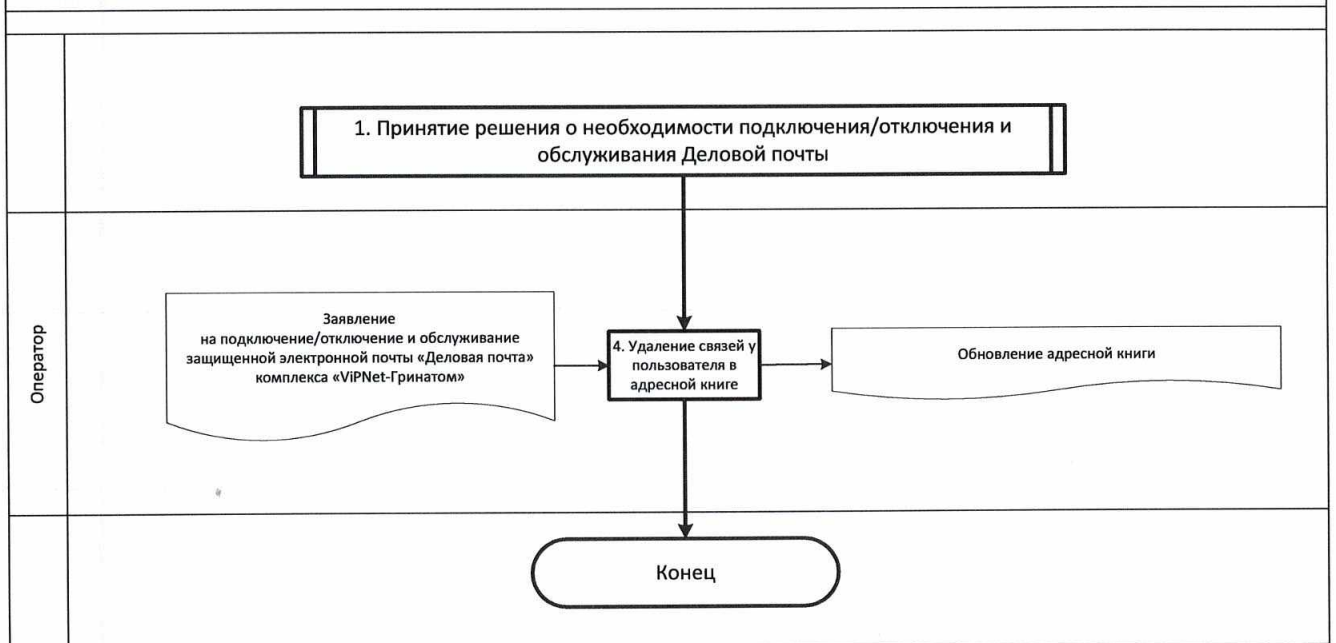 1. Принятие решения о необходимости подключения/отключения и
обслуживания Деловой почты
Оператор
Заявление
на подключение/отключение и обслуживание
защищенной электронной почты «Деловая почта»
комплекса «ViPNet-Гринатом»
4. Удаление связей у
пользователя в
адресной книге
Обновление адресной книги
Конец